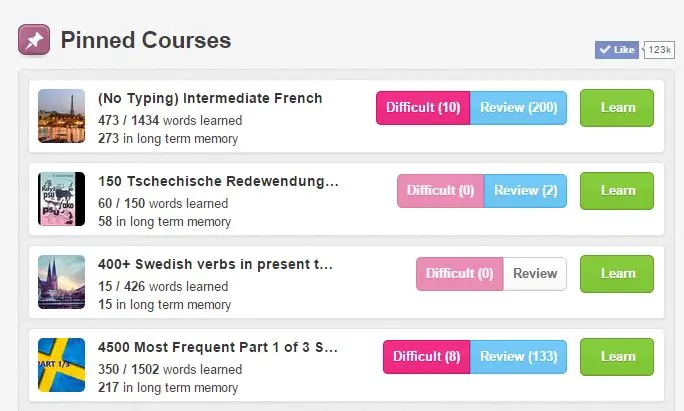 Pinned Courses
Like 123k
(No Typing) Intermediate French
473 / 1434 words learned
273 in long term memory
Difficult (10) Review (200) Learn
150 Tschechische Redewendung...
60 / 150 words learned
58 in long term memory
Difficult (0) Review (2) Learn
400+ Swedish verbs in present t...
15 / 426 words learned
15 in long term memory
Difficult (0) Review Learn
4500 Most Frequent Part 1 of 3 S...
350 / 1502 words learned
217 in long term memory
Difficult (8) Review (133) Learn
PART 1/3